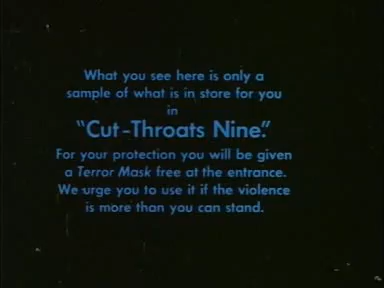 What you see here is only a
sample of what is in store for you
in
"Cut-Throats Nine."
For your protection you will be given
a Terror Mask free at the entrance.
We urge you to use it if the violence
is more than you can stand.